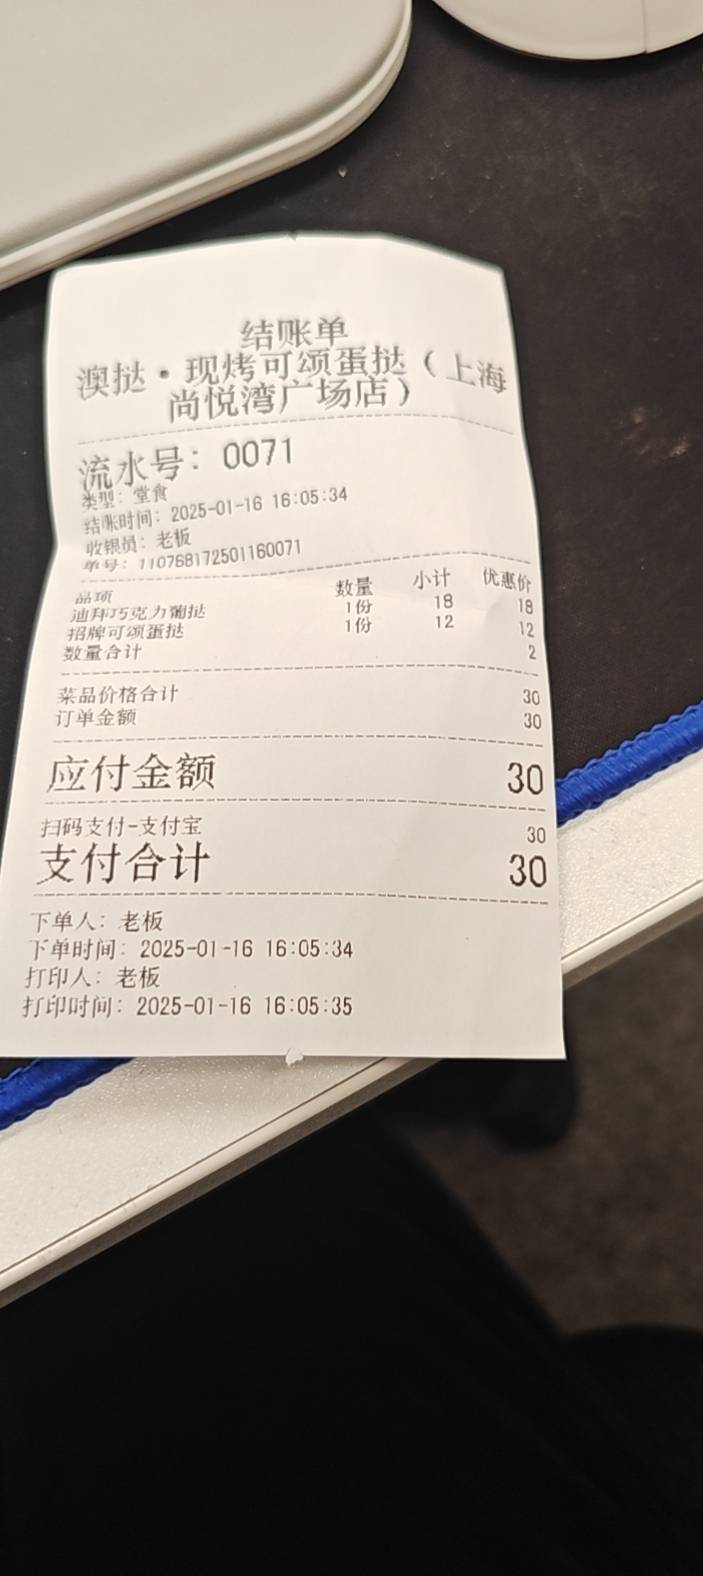 结账单
澳挞·现烤可颂蛋挞（上海
尚悦湾广场店）
流水号：0071
类型：堂食
结账时间：2025-01-16 16:05:34
收银员：老板
单号：110768172501160071
品项 数量 小计 优惠价
迪拜巧克力葡挞 1份 18 18
招牌可颂蛋挞 1份 12 12
数量合计 2
菜品价格合计 30
订单金额 30
应付金额 30
扫码支付-支付宝 30
支付合计 30
下单人：老板
下单时间：2025-01-16 16:05:34
打印人：老板
打印时间：2025-01-16 16:05:35